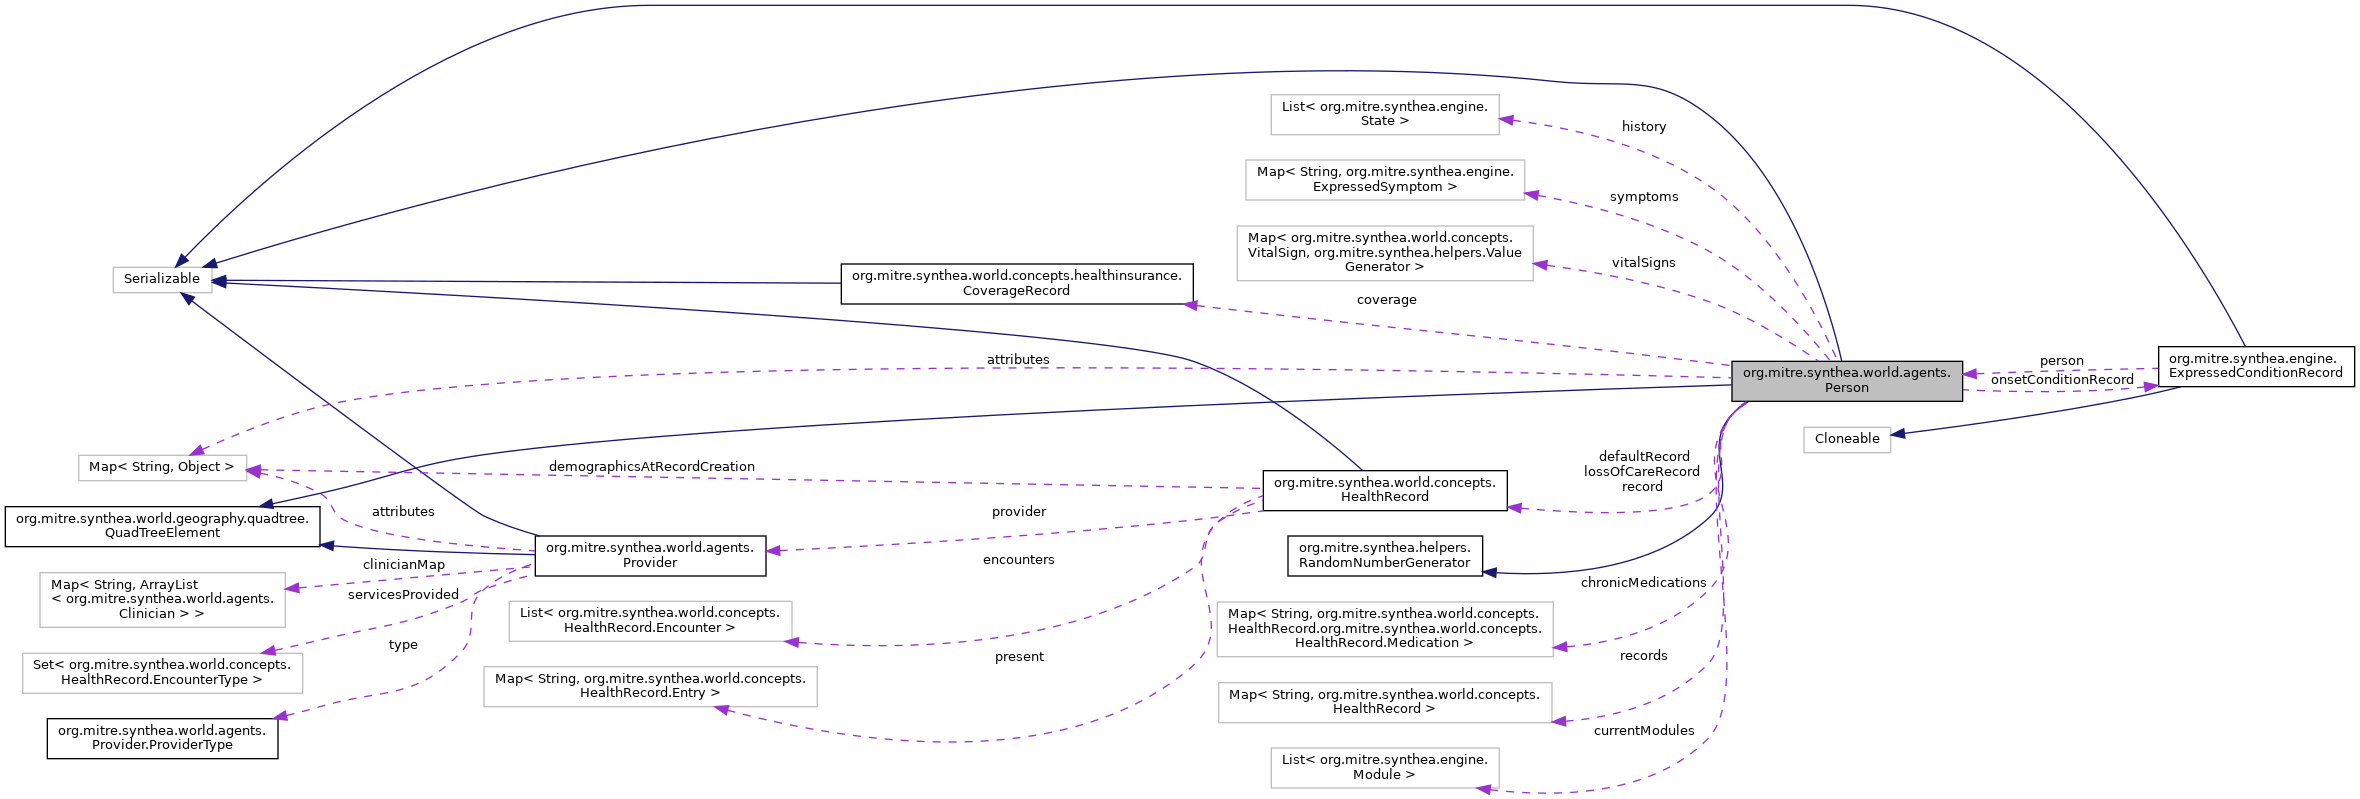 List< org.mitre.synthea.engine.
State >
history
Map< String, org.mitre.synthea.engine.
ExpressedSymptom >
symptoms
Map< org.mitre.synthea.world.concepts.
VitalSign, org.mitre.synthea.helpers.Value
Generator >
vitalSigns
Serializable
org.mitre.synthea.world.concepts.healthinsurance.
CoverageRecord
coverage
attributes
org.mitre.synthea.world.agents.
Person
person
onsetConditionRecord
org.mitre.synthea.engine.
ExpressedConditionRecord
Cloneable
Map< String, Object >
demographicsAtRecordCreation
org.mitre.synthea.world.concepts.
HealthRecord
defaultRecord
lossOfCareRecord
record
org.mitre.synthea.world.geography.quadtree.
QuadTreeElement
attributes
provider
org.mitre.synthea.world.agents.
Provider
encounters
org.mitre.synthea.helpers.
RandomNumberGenerator
clinicianMap
Map< String, ArrayList
< org.mitre.synthea.world.agents.
Clinician > >
servicesProvided
chronicMedications
List< org.mitre.synthea.world.concepts.
HealthRecord.Encounter >
Map< String, org.mitre.synthea.world.concepts.
HealthRecord.org.mitre.synthea.world.concepts.
HealthRecord.Medication >
type
present
records
Set< org.mitre.synthea.world.concepts.
HealthRecord.EncounterType >
Map< String, org.mitre.synthea.world.concepts.
HealthRecord.Entry >
Map< String, org.mitre.synthea.world.concepts.
HealthRecord >
org.mitre.synthea.world.agents.
Provider.ProviderType
currentModules
List< org.mitre.synthea.engine.
Module >